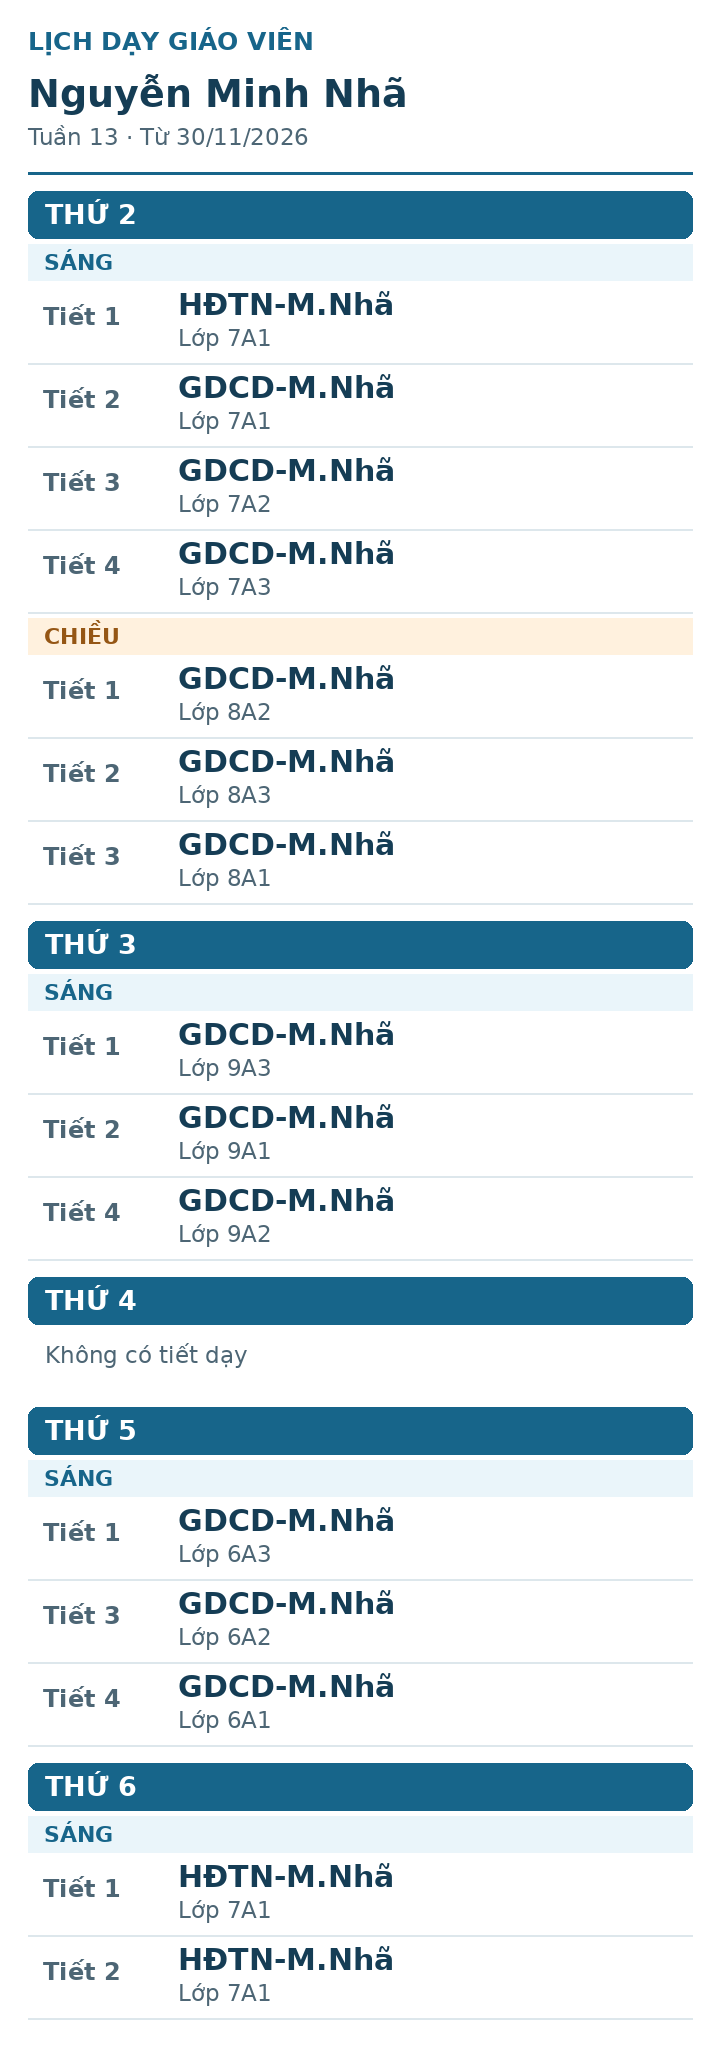 LỊCH DẠY GIÁO VIÊN
Nguyễn Minh Nhã
Tuần 13 · Từ 30/11/2026
THỨ 2
SÁNG
Tiết 1
HĐTN-M.Nhã
Lớp 7A1
Tiết 2
GDCD-M.Nhã
Lớp 7A1
Tiết 3
GDCD-M.Nhã
Lớp 7A2
Tiết 4
GDCD-M.Nhã
Lớp 7A3
CHIỀU
Tiết 1
GDCD-M.Nhã
Lớp 8A2
Tiết 2
GDCD-M.Nhã
Lớp 8A3
Tiết 3
GDCD-M.Nhã
Lớp 8A1
THỨ 3
SÁNG
Tiết 1
GDCD-M.Nhã
Lớp 9A3
Tiết 2
GDCD-M.Nhã
Lớp 9A1
Tiết 4
GDCD-M.Nhã
Lớp 9A2
THỨ 4
Không có tiết dạy
THỨ 5
SÁNG
Tiết 1
GDCD-M.Nhã
Lớp 6A3
Tiết 3
GDCD-M.Nhã
Lớp 6A2
Tiết 4
GDCD-M.Nhã
Lớp 6A1
THỨ 6
SÁNG
Tiết 1
HĐTN-M.Nhã
Lớp 7A1
Tiết 2
HĐTN-M.Nhã
Lớp 7A1